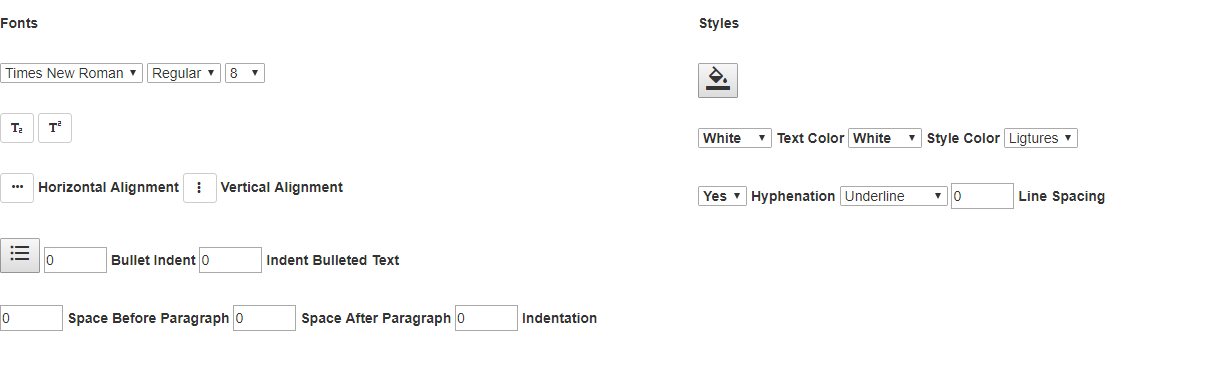 Fonts
Times New Roman Regular 8
T₂ T²
Horizontal Alignment Vertical Alignment
0 Bullet Indent 0 Indent Bulleted Text
0 Space Before Paragraph 0 Space After Paragraph 0 Indentation
Styles
White Text Color White Style Color Ligtures
Yes Hyphenation Underline 0 Line Spacing